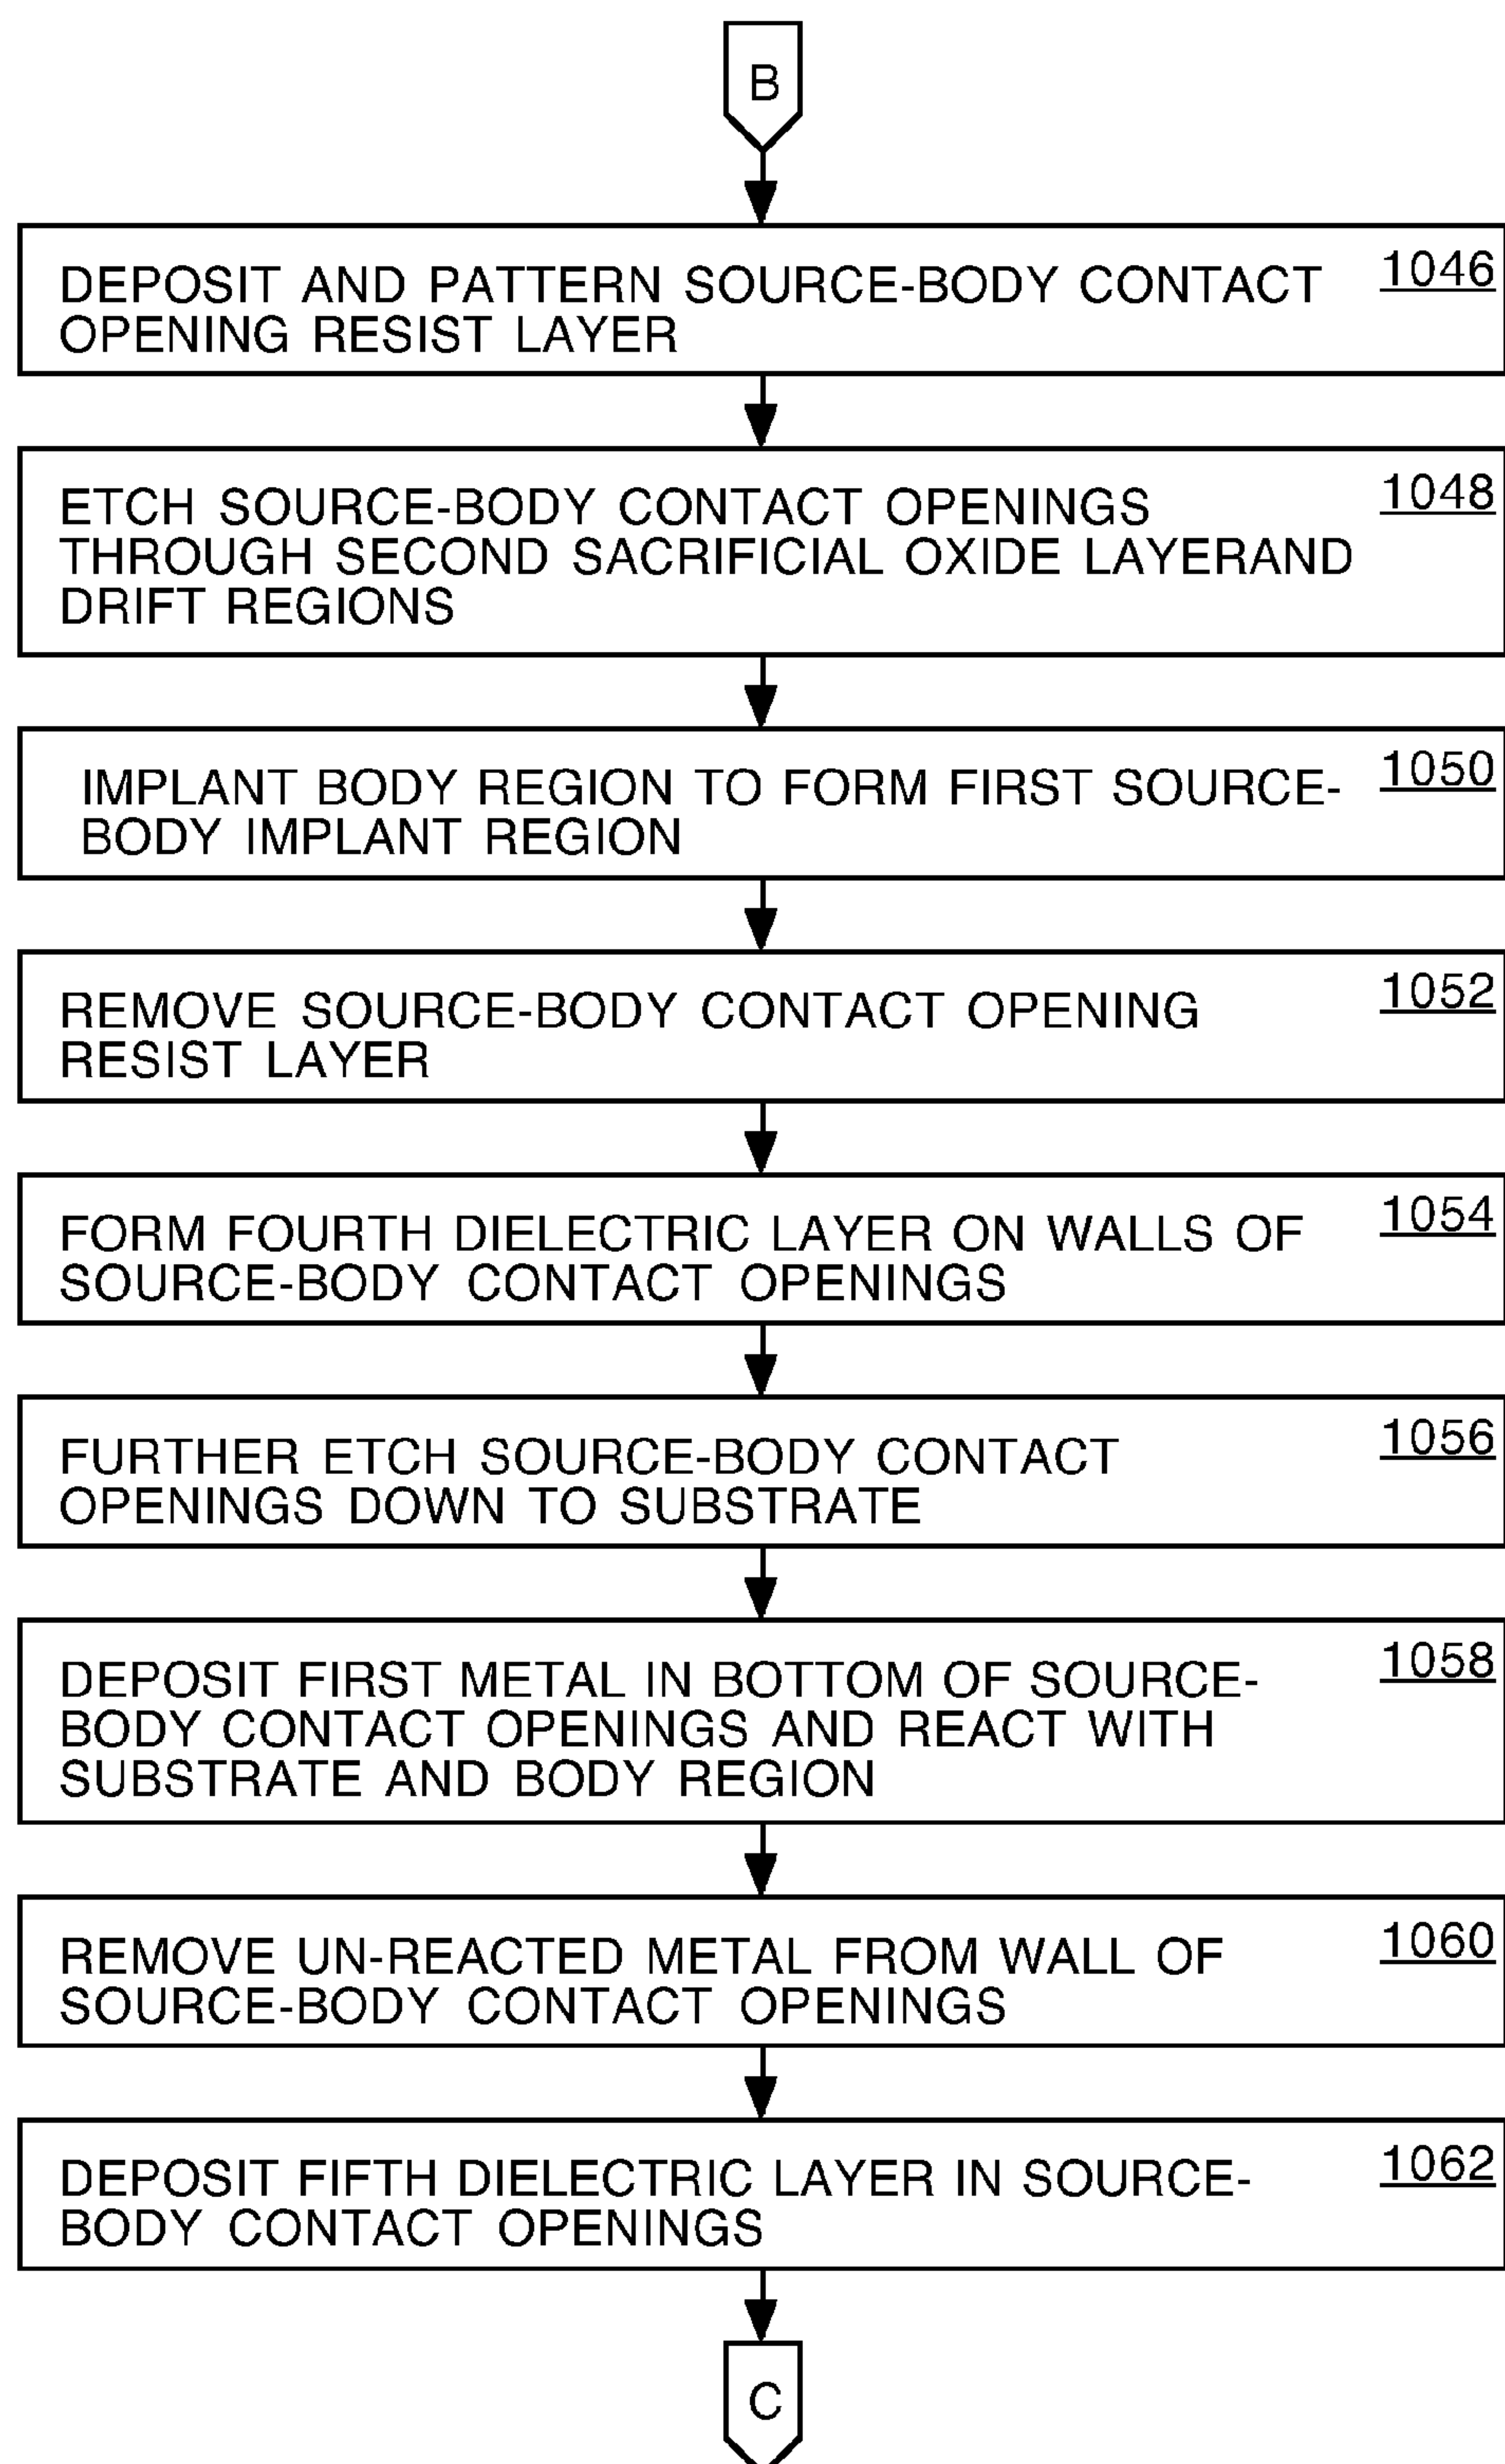 B
DEPOSIT AND PATTERN SOURCE-BODY CONTACT
OPENING RESIST LAYER
1046
ETCH SOURCE-BODY CONTACT OPENINGS
THROUGH SECOND SACRIFICIAL OXIDE LAYERAND
DRIFT REGIONS
1048
IMPLANT BODY REGION TO FORM FIRST SOURCE-
BODY IMPLANT REGION
1050
REMOVE SOURCE-BODY CONTACT OPENING
RESIST LAYER
1052
FORM FOURTH DIELECTRIC LAYER ON WALLS OF
SOURCE-BODY CONTACT OPENINGS
1054
FURTHER ETCH SOURCE-BODY CONTACT
OPENINGS DOWN TO SUBSTRATE
1056
DEPOSIT FIRST METAL IN BOTTOM OF SOURCE-
BODY CONTACT OPENINGS AND REACT WITH
SUBSTRATE AND BODY REGION
1058
REMOVE UN-REACTED METAL FROM WALL OF
SOURCE-BODY CONTACT OPENINGS
1060
DEPOSIT FIFTH DIELECTRIC LAYER IN SOURCE-
BODY CONTACT OPENINGS
1062
C